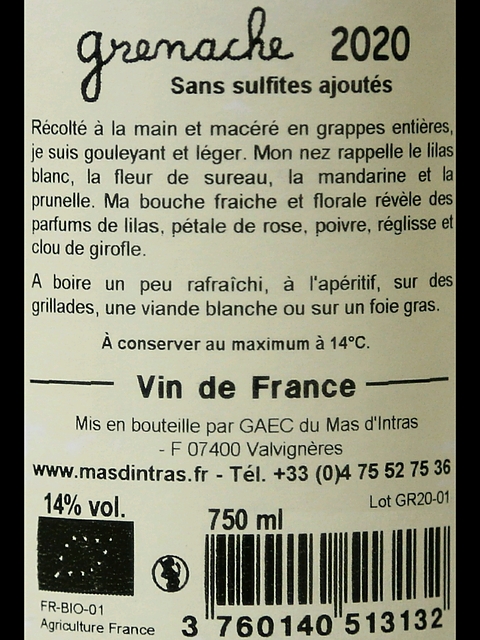 grenache 2020
Sans sulfites ajoutés
Récolté à la main et macéré en grappes entières,
je suis gouleyant et léger. Mon nez rappelle le lilas
blanc, la fleur de sureau, la mandarine et la
prunelle. Ma bouche fraiche et florale révèle des
parfums de lilas, pétale de rose, poivre, réglisse et
clou de girofle.
A boire un peu rafraîchi, à l'apéritif, sur des
grillades, une viande blanche ou sur un foie gras.
À conserver au maximum à 14°C.
Vin de France
Mis en bouteille par GAEC du Mas d'Intras
- F 07400 Valvignères
www.masdintras.fr - Tél. +33 (0)4 75 52 75 36
Lot GR20-01
14% vol.
750 ml
FR-BIO-01
Agriculture France
3 760140 513132